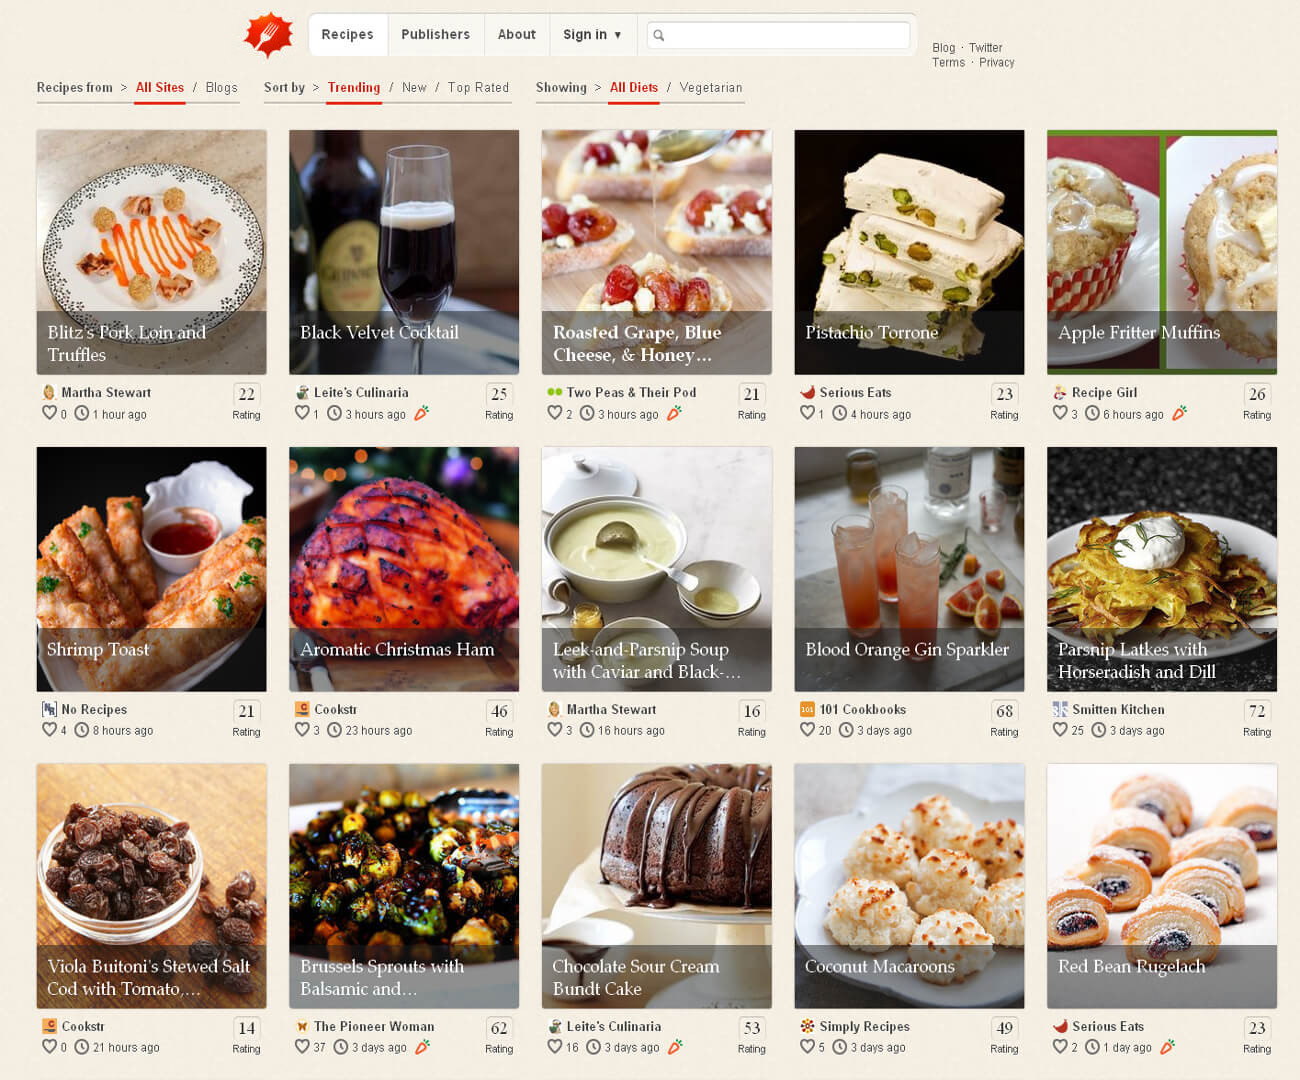 Recipes Publishers About Sign in ▼
Blog · Twitter
Terms · Privacy
Recipes from > All Sites / Blogs Sort by > Trending / New / Top Rated Showing > All Diets / Vegetarian
Blitz's Pork Loin and
Truffles
Martha Stewart 22
0 1 hour ago Rating
GUINNESS
Black Velvet Cocktail
Leite's Culinaria 25
1 3 hours ago Rating
Roasted Grape, Blue
Cheese, & Honey...
Two Peas & Their Pod 21
2 3 hours ago Rating
Pistachio Torrone
Serious Eats 23
1 4 hours ago Rating
Apple Fritter Muffins
Recipe Girl 26
3 6 hours ago Rating
Shrimp Toast
No Recipes 21
4 8 hours ago Rating
Aromatic Christmas Ham
Cookstr 46
3 23 hours ago Rating
Leek-and-Parsnip Soup
with Caviar and Black-...
Martha Stewart 16
3 16 hours ago Rating
Blood Orange Gin Sparkler
101 101 Cookbooks 68
20 3 days ago Rating
Parsnip Latkes with
Horseradish and Dill
Smitten Kitchen 72
25 3 days ago Rating
Viola Buitoni's Stewed Salt
Cod with Tomato,...
Cookstr 14
0 21 hours ago Rating
Brussels Sprouts with
Balsamic and...
The Pioneer Woman 62
37 3 days ago Rating
Chocolate Sour Cream
Bundt Cake
Leite's Culinaria 53
16 3 days ago Rating
Coconut Macaroons
Simply Recipes 49
5 3 days ago Rating
Red Bean Rugelach
Serious Eats 23
2 1 day ago Rating